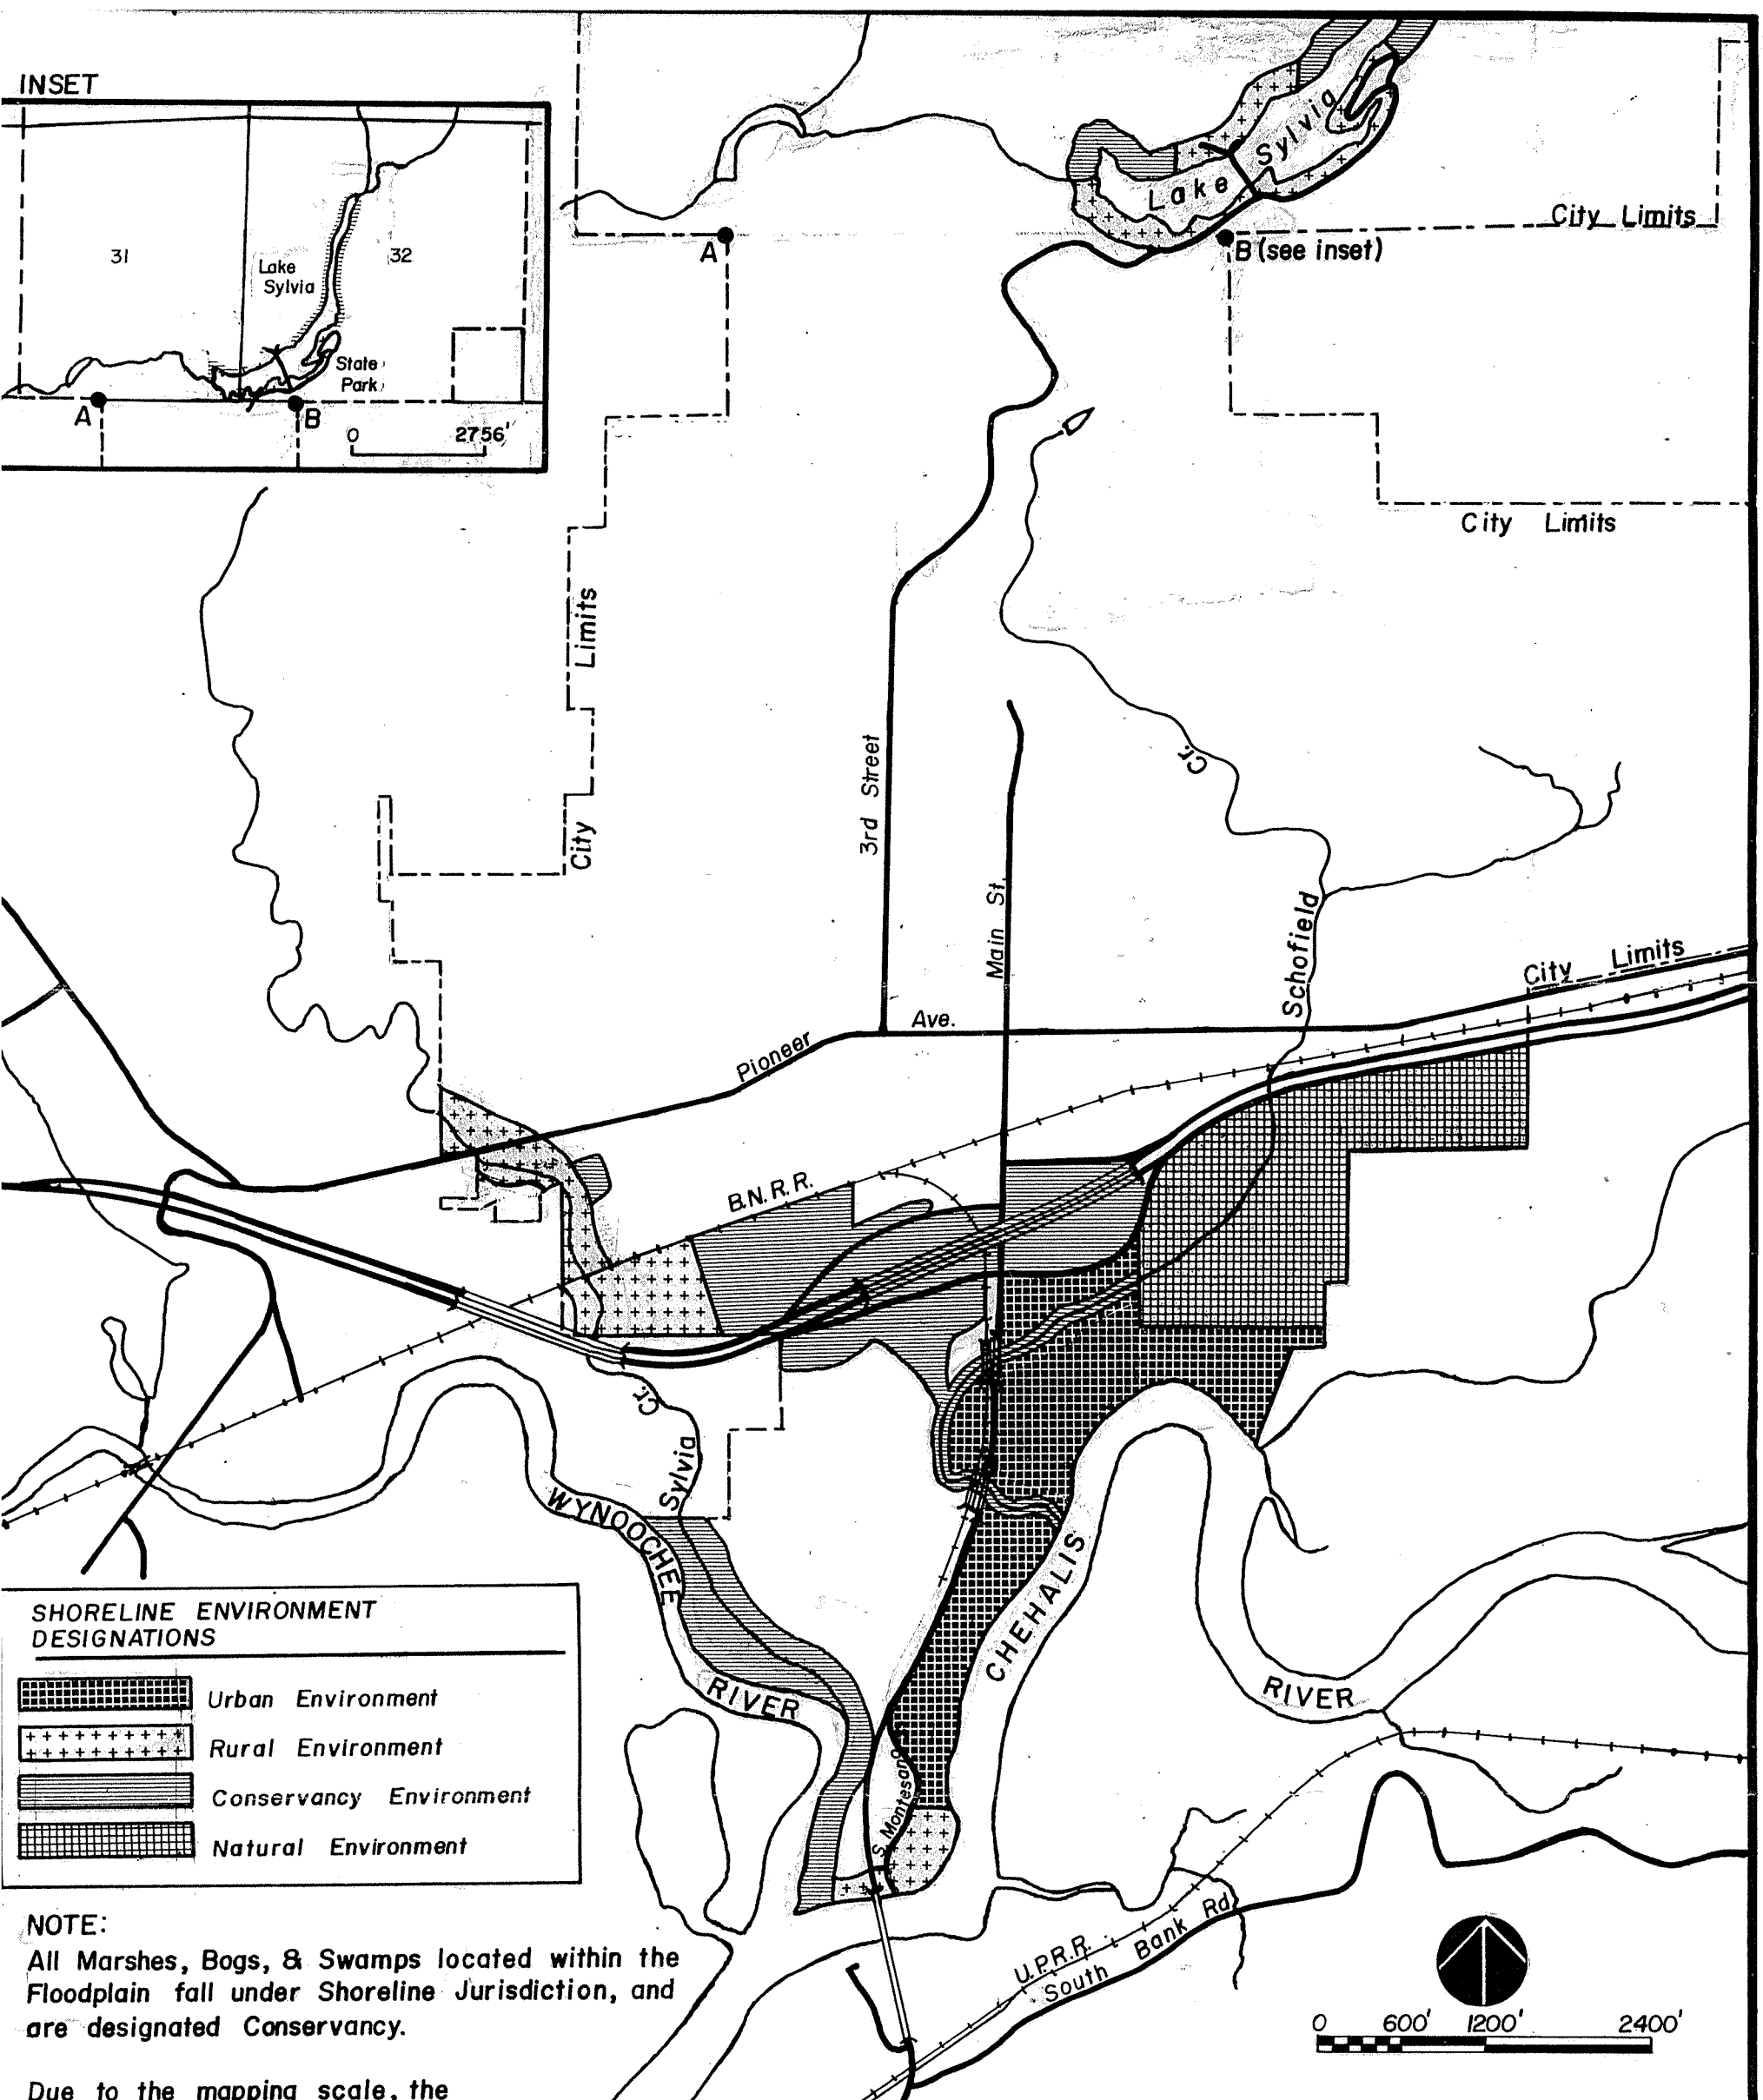 INSET
31
32
Lake
Sylvia
State
Park
A
B
0 2756'
Lake Sylvia
A
B (see inset)
City Limits
City Limits
City Limits
3rd Street
Main St.
Cr.
Schofield
City Limits
Pioneer Ave.
B.N.R.R.
Cr.
Sylvia
WYNOOCHEE
RIVER
CHEHALIS
RIVER
S. Montesano
U.P.R.R.
South Bank Rd
SHORELINE ENVIRONMENT
DESIGNATIONS
Urban Environment
Rural Environment
Conservancy Environment
Natural Environment
NOTE:
All Marshes, Bogs, & Swamps located within the
Floodplain fall under Shoreline Jurisdiction, and
are designated Conservancy.
Due to the mapping scale, the
0 600' 1200' 2400'